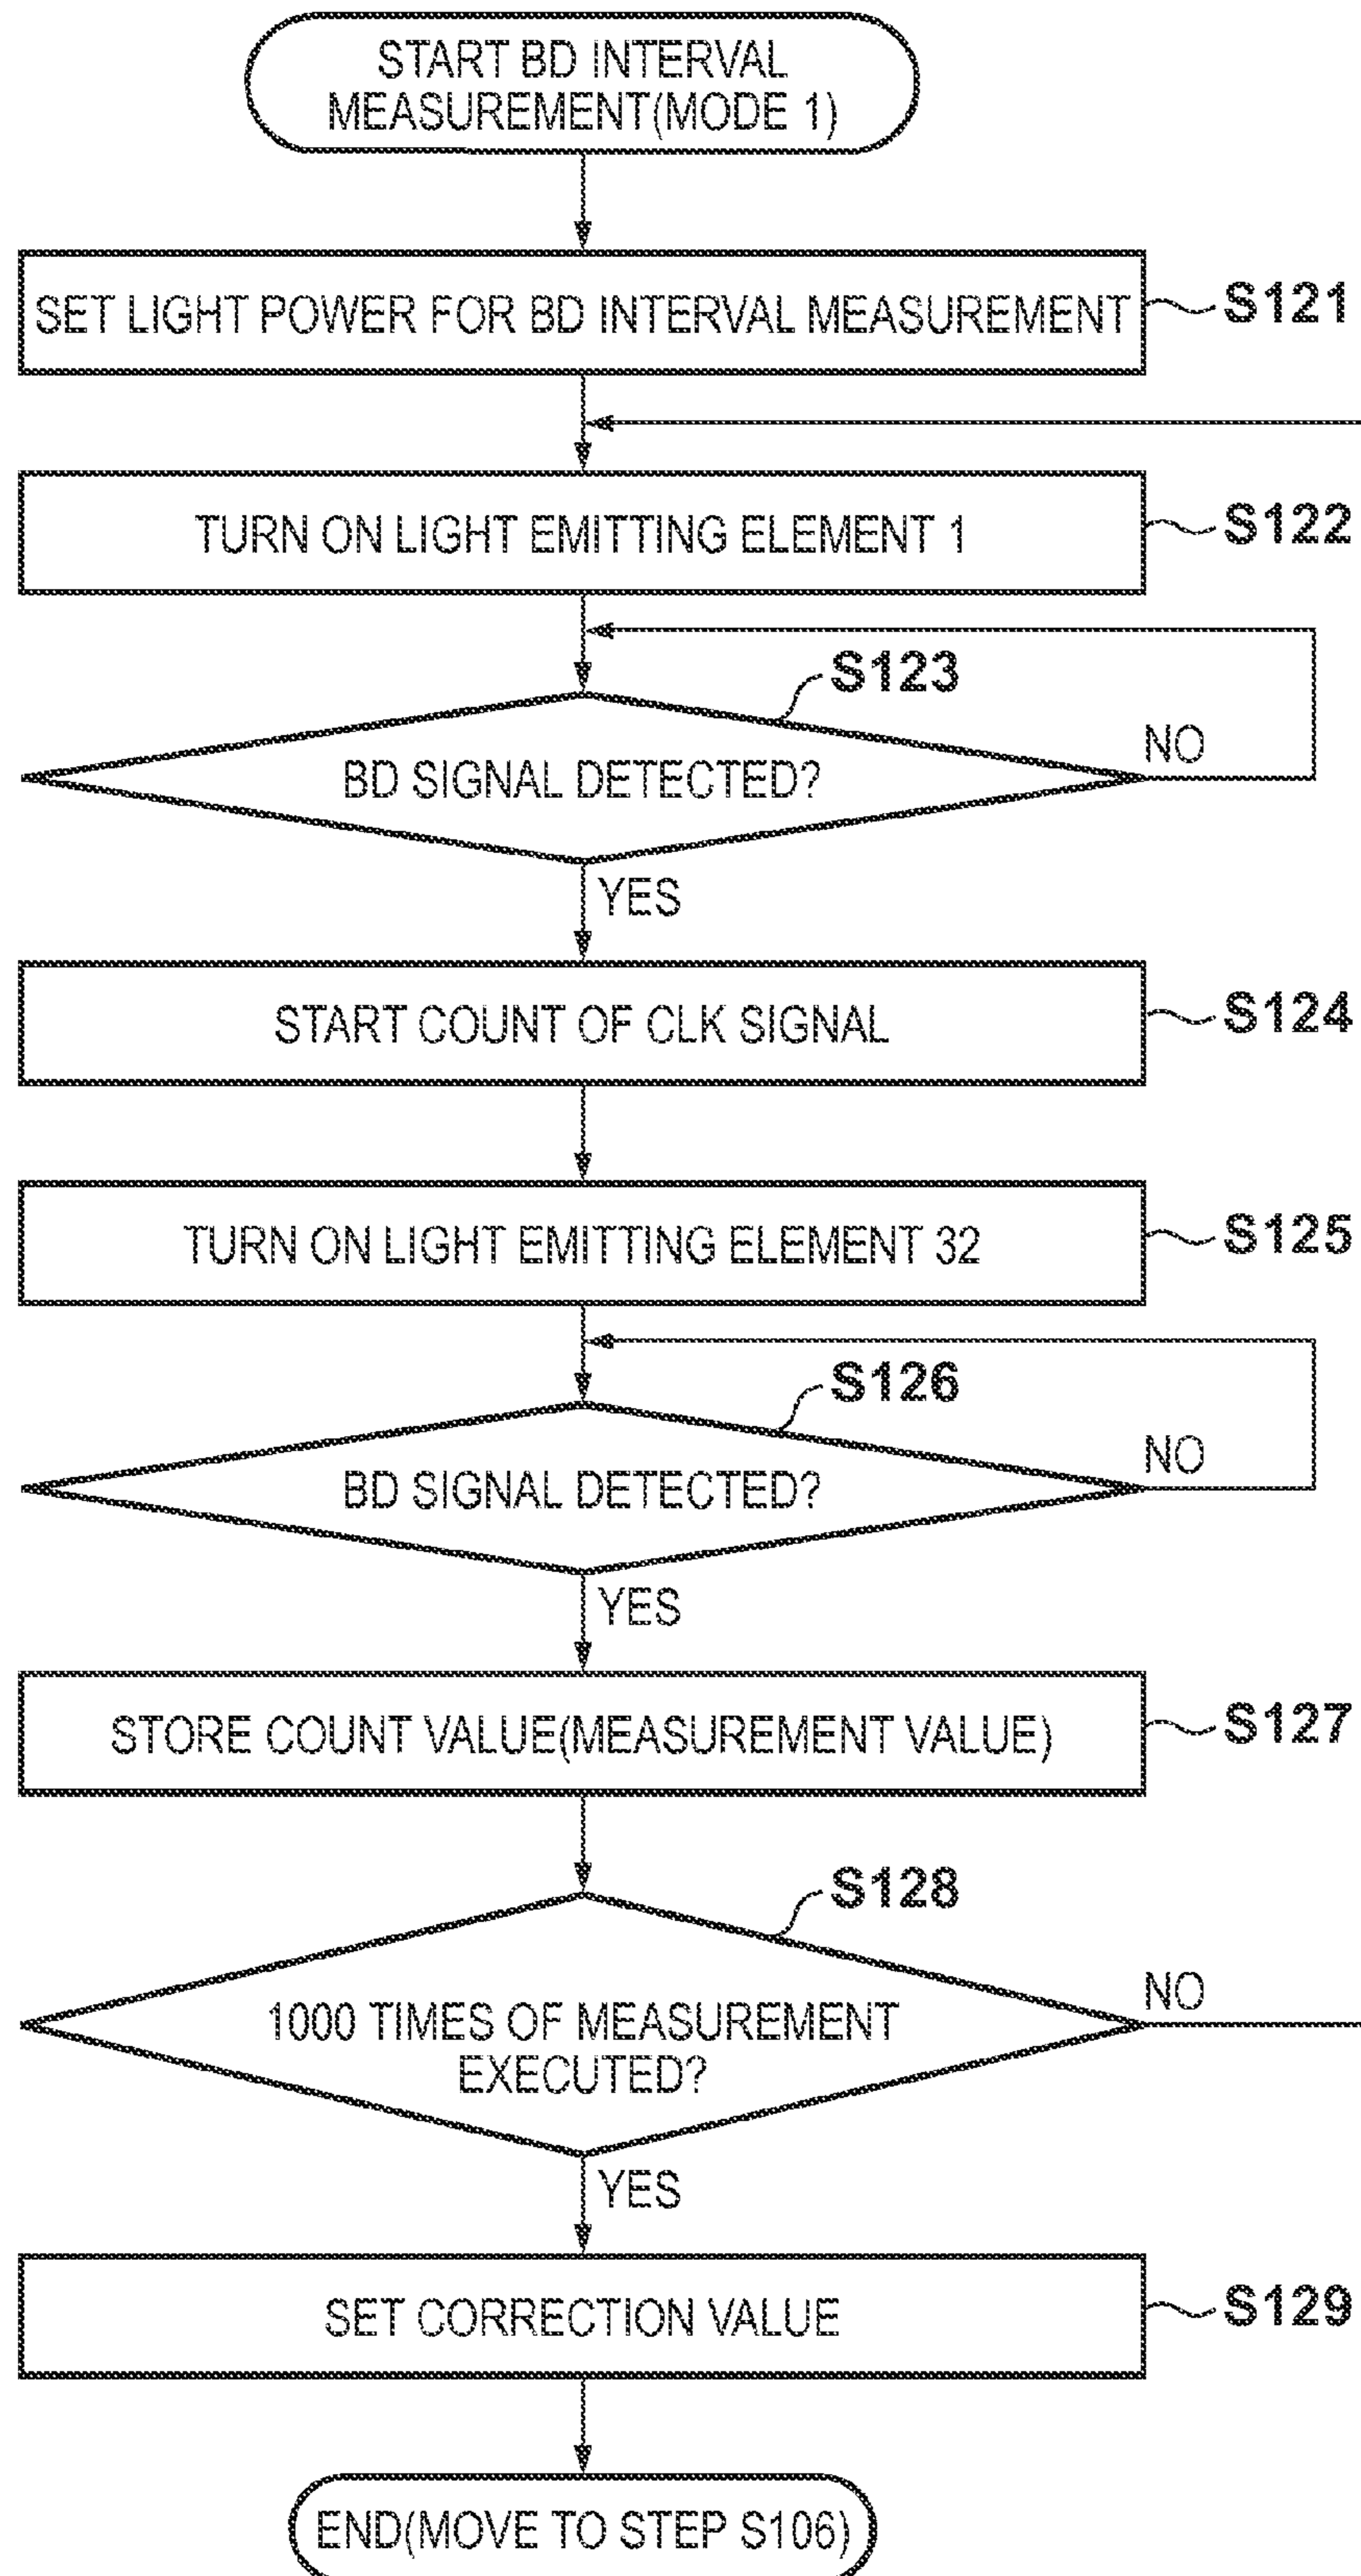 START BD INTERVAL
MEASUREMENT(MODE 1)
SET LIGHT POWER FOR BD INTERVAL MEASUREMENT
S121
TURN ON LIGHT EMITTING ELEMENT 1
S122
S123
BD SIGNAL DETECTED?
NO
YES
START COUNT OF CLK SIGNAL
S124
TURN ON LIGHT EMITTING ELEMENT 32
S125
S126
BD SIGNAL DETECTED?
NO
YES
STORE COUNT VALUE(MEASUREMENT VALUE)
S127
S128
1000 TIMES OF MEASUREMENT
EXECUTED?
NO
YES
SET CORRECTION VALUE
S129
END(MOVE TO STEP S106)